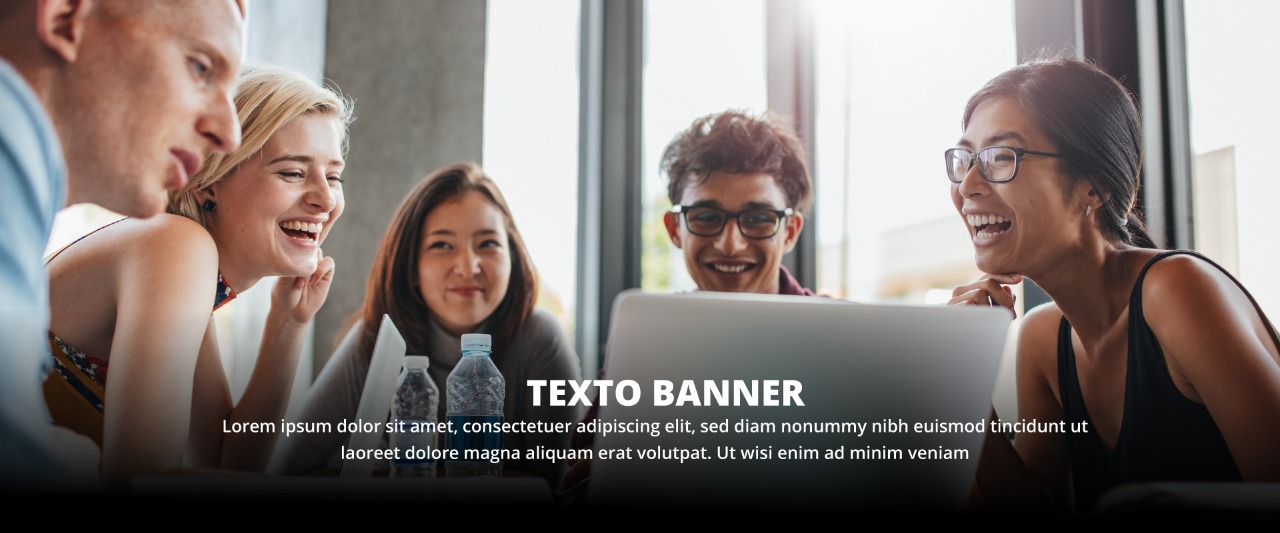 TEXTO BANNER
Lorem ipsum dolor sit amet, consectetuer adipiscing elit, sed diam nonummy nibh euismod tincidunt ut
laoreet dolore magna aliquam erat volutpat. Ut wisi enim ad minim veniam